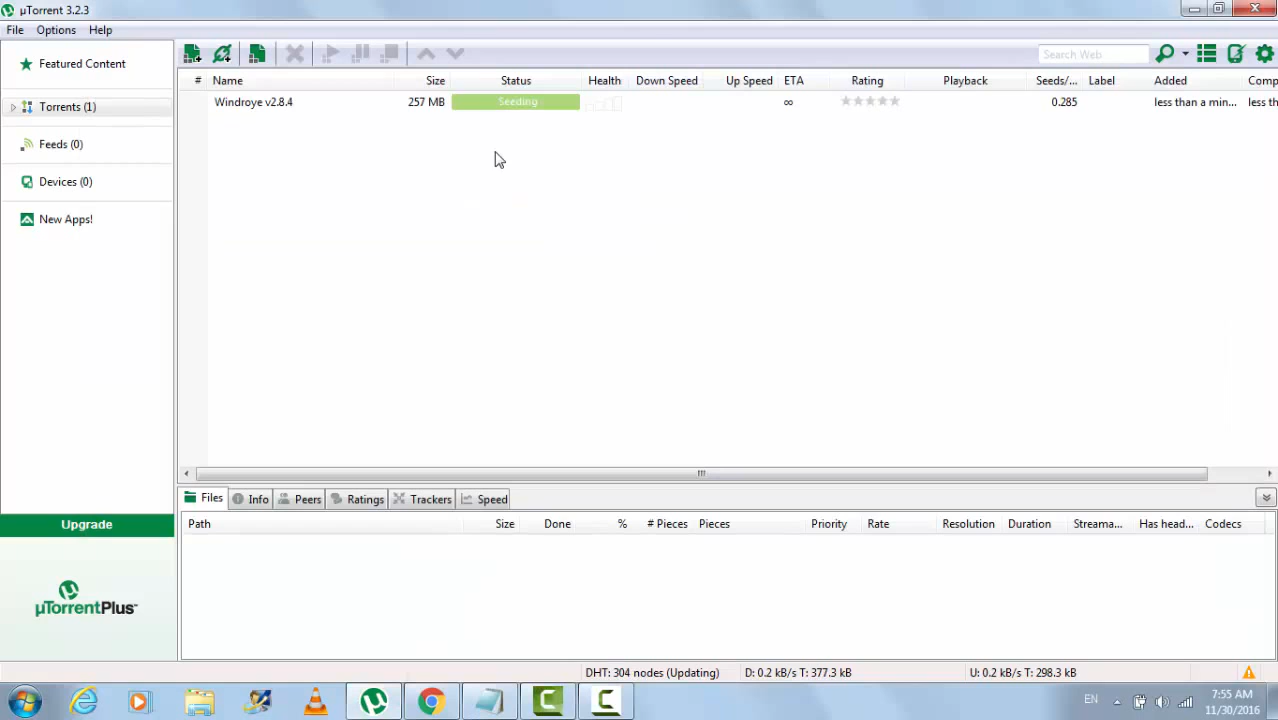 µTorrent 3.2.3
File Options Help
Featured Content
Torrents (1)
Feeds (0)
Devices (0)
New Apps!
Search Web
# Name Size Status Health Down Speed Up Speed ETA Rating Playback Seeds/... Label Added Comp
Windroye v2.8.4 257 MB Seeding ∞ 0.285 less than a min... less th
Files Info Peers Ratings Trackers Speed
Path Size Done % # Pieces Pieces Priority Rate Resolution Duration Streama... Has head... Codecs
Upgrade
µTorrentPlus™
DHT: 304 nodes (Updating) D: 0.2 kB/s T: 377.3 kB U: 0.2 kB/s T: 298.3 kB
EN
7:55 AM
11/30/2016